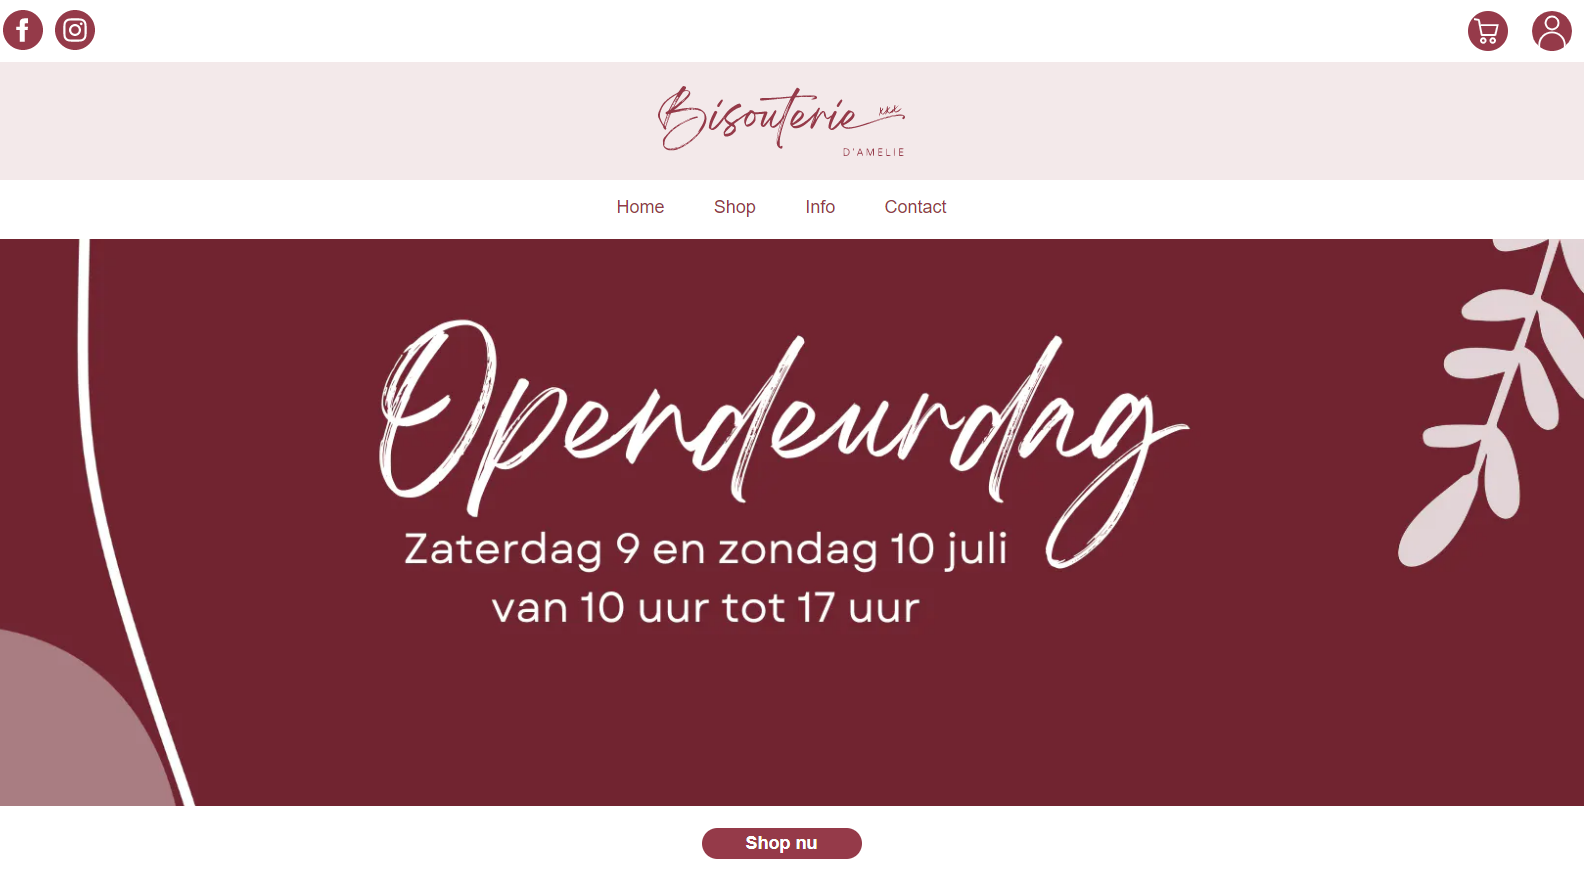 Bisouterie xxx
D'AMELIE
Home Shop Info Contact
Opendeurdag
Zaterdag 9 en zondag 10 juli
van 10 uur tot 17 uur
Shop nu